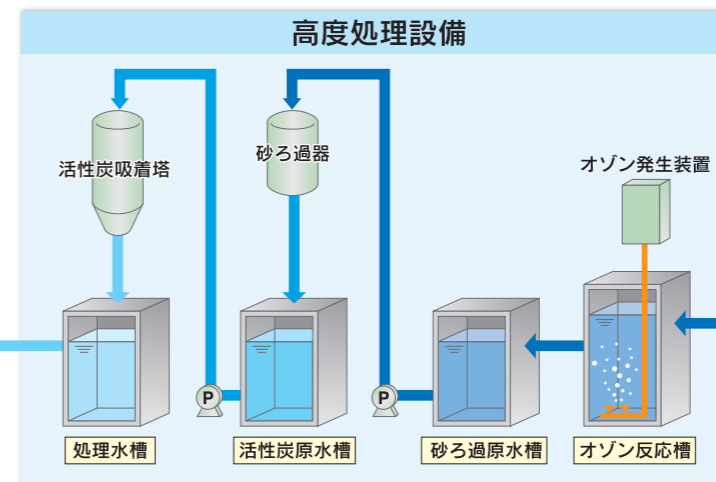 高度処理設備
活性炭吸着塔
砂ろ過器
オゾン発生装置
P
P
処理水槽
活性炭原水槽
砂ろ過原水槽
オゾン反応槽